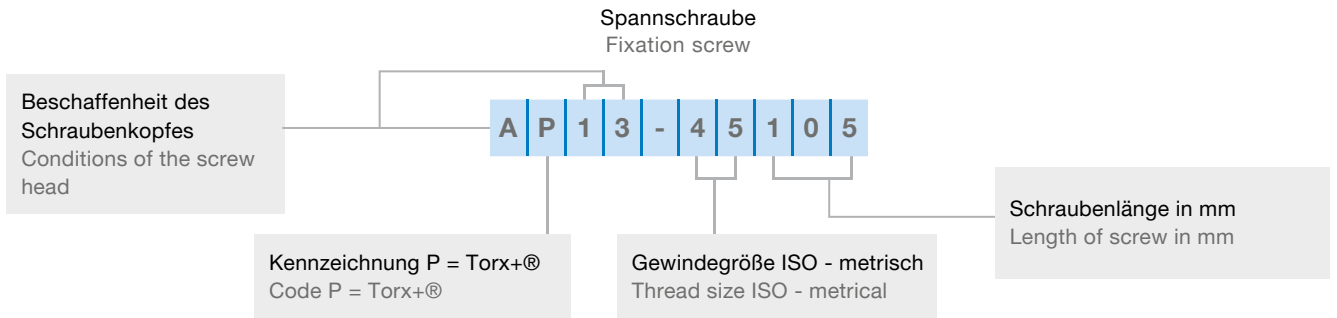 Spannschraube
Fixation screw
Beschaffenheit des
Schraubenkopfes
Conditions of the screw
head
A P 1 3 - 4 5 1 0 5
Schraubenlänge in mm
Length of screw in mm
Kennzeichnung P = Torx+®
Code P = Torx+®
Gewindegröße ISO - metrisch
Thread size ISO - metrical